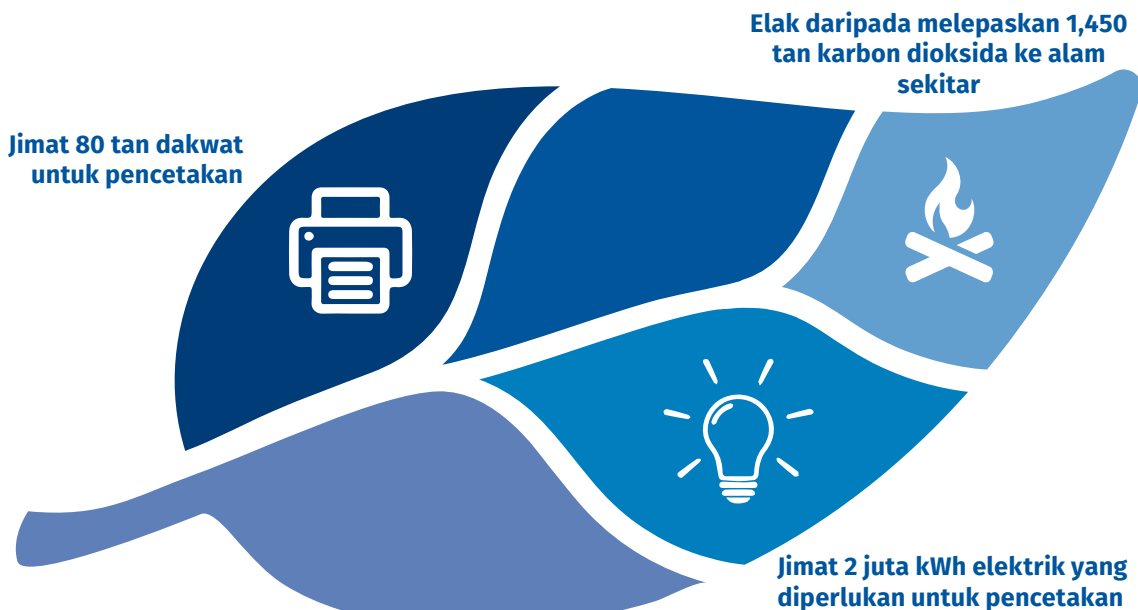 Elak daripada melepaskan 1,450
tan karbon dioksida ke alam
sekitar
Jimat 80 tan dakwat
untuk pencetakan
Jimat 2 juta kWh elektrik yang
diperlukan untuk pencetakan